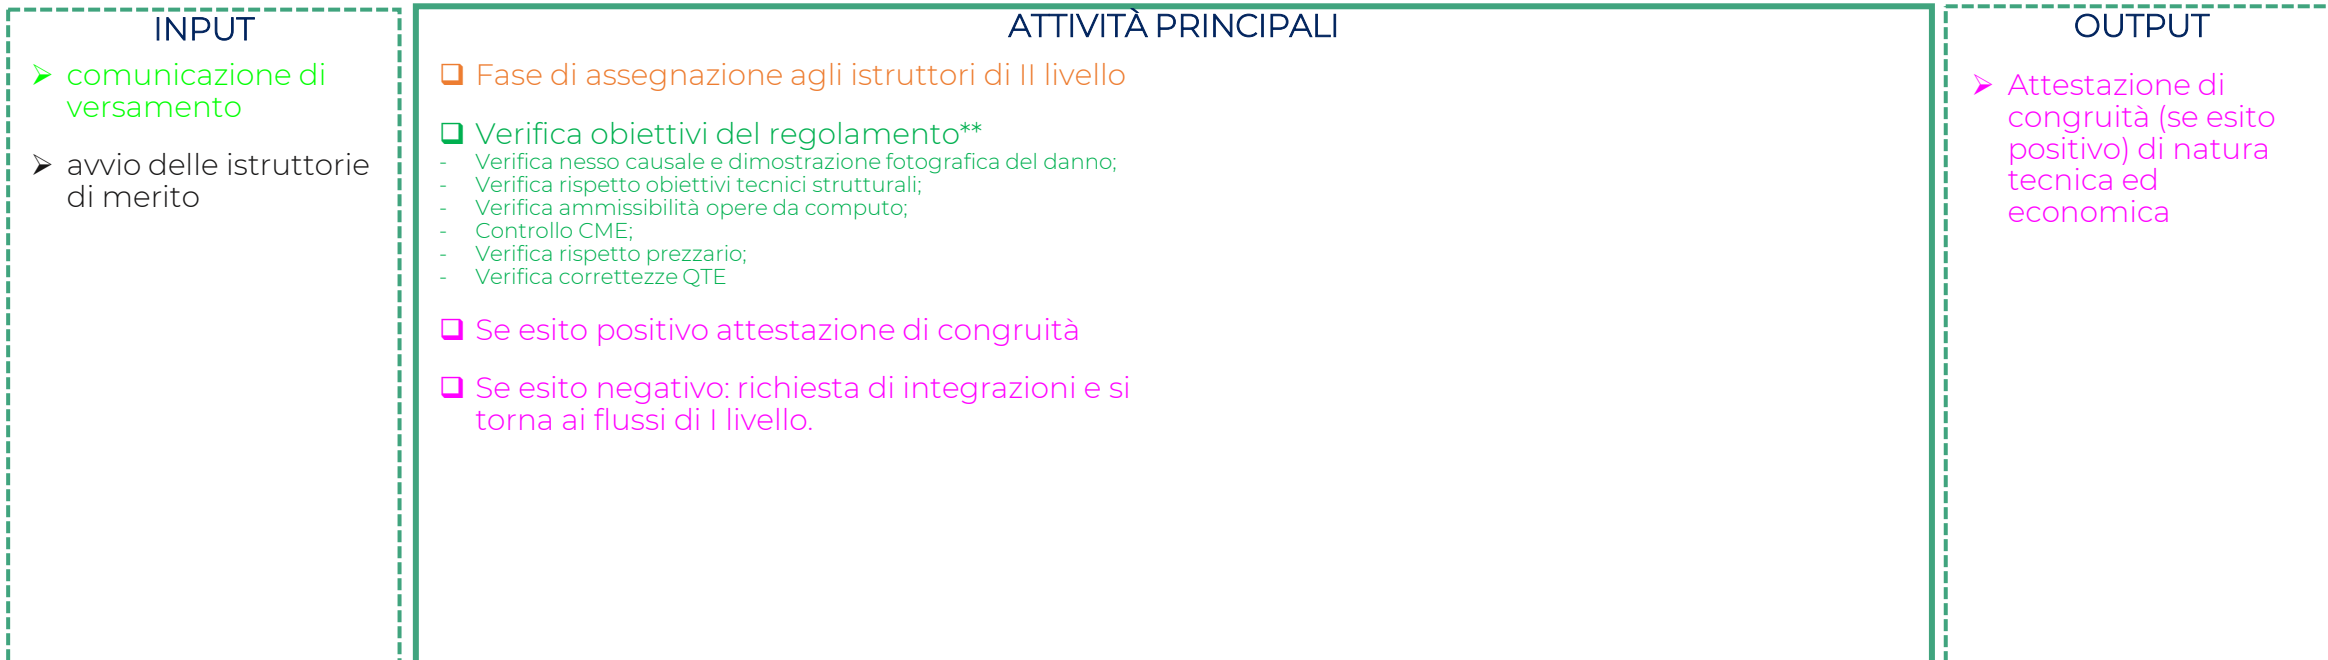 INPUT
comunicazione di
versamento
avvio delle istruttorie
di merito
ATTIVITÀ PRINCIPALI
Fase di assegnazione agli istruttori di II livello
Verifica obiettivi del regolamento**
- Verifica nesso causale e dimostrazione fotografica del danno;
- Verifica rispetto obiettivi tecnici strutturali;
- Verifica ammissibilità opere da computo;
- Controllo CME;
- Verifica rispetto prezzario;
- Verifica correttezze QTE
Se esito positivo attestazione di congruità
Se esito negativo: richiesta di integrazioni e si
torna ai flussi di I livello.
OUTPUT
Attestazione di
congruità (se esito
positivo) di natura
tecnica ed
economica